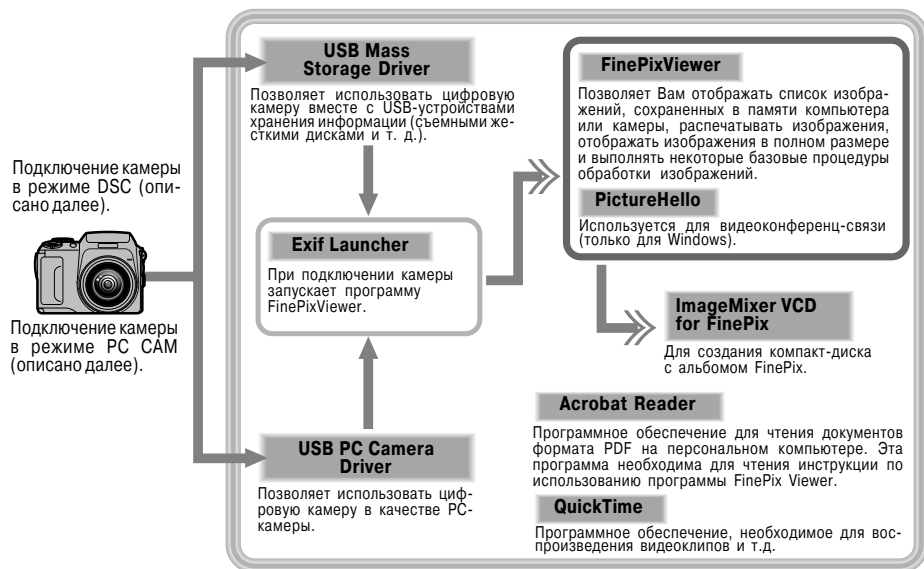 Подключение камеры
в режиме DSC (опи-
сано далее).
Подключение камеры
в режиме PC CAM
(описано далее).
USB Mass
Storage Driver
Позволяет использовать цифровую
камеру вместе с USB-устройствами
хранения информации (съемными же-
сткими дисками и т. д.).
Exif Launcher
При подключении камеры
запускает программу
FinePixViewer.
USB PC Camera
Driver
Позволяет использовать циф-
ровую камеру в качестве PC-
камеры.
FinePixViewer
Позволяет Вам отображать список изобра-
жений, сохраненных в памяти компьютера
или камеры, распечатывать изображения,
отображать изображения в полном размере
и выполнять некоторые базовые процедуры
обработки изображений.
PictureHello
Используется для видеоконференц-связи
(только для Windows).
ImageMixer VCD
for FinePix
Для создания компакт-диска
с альбомом FinePix.
Acrobat Reader
Программное обеспечение для чтения документов
формата PDF на персональном компьютере. Эта
программа необходима для чтения инструкции по
использованию программы FinePix Viewer.
QuickTime
Программное обеспечение, необходимое для вос-
произведения видеоклипов и т.д.